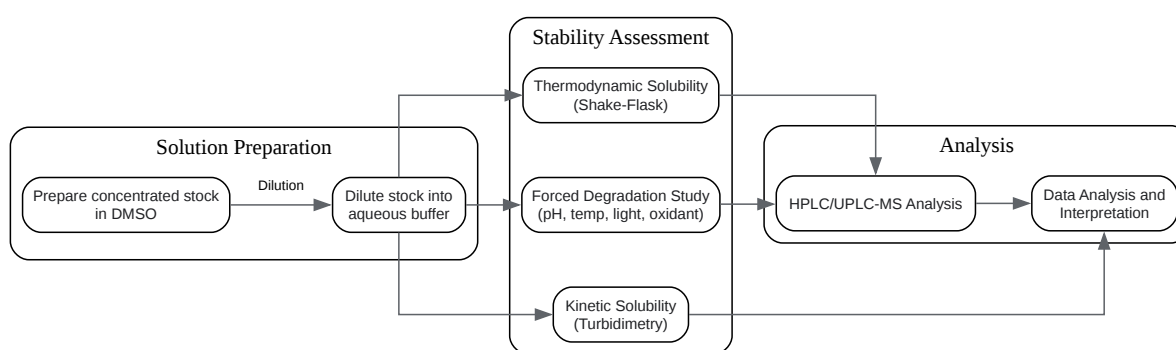 Solution Preparation
Prepare concentrated stock
in DMSO
Dilution
Dilute stock into
aqueous buffer
Stability Assessment
Thermodynamic Solubility
(Shake-Flask)
Forced Degradation Study
(pH, temp, light, oxidant)
Kinetic Solubility
(Turbidimetry)
Analysis
HPLC/UPLC-MS Analysis
Data Analysis and
Interpretation